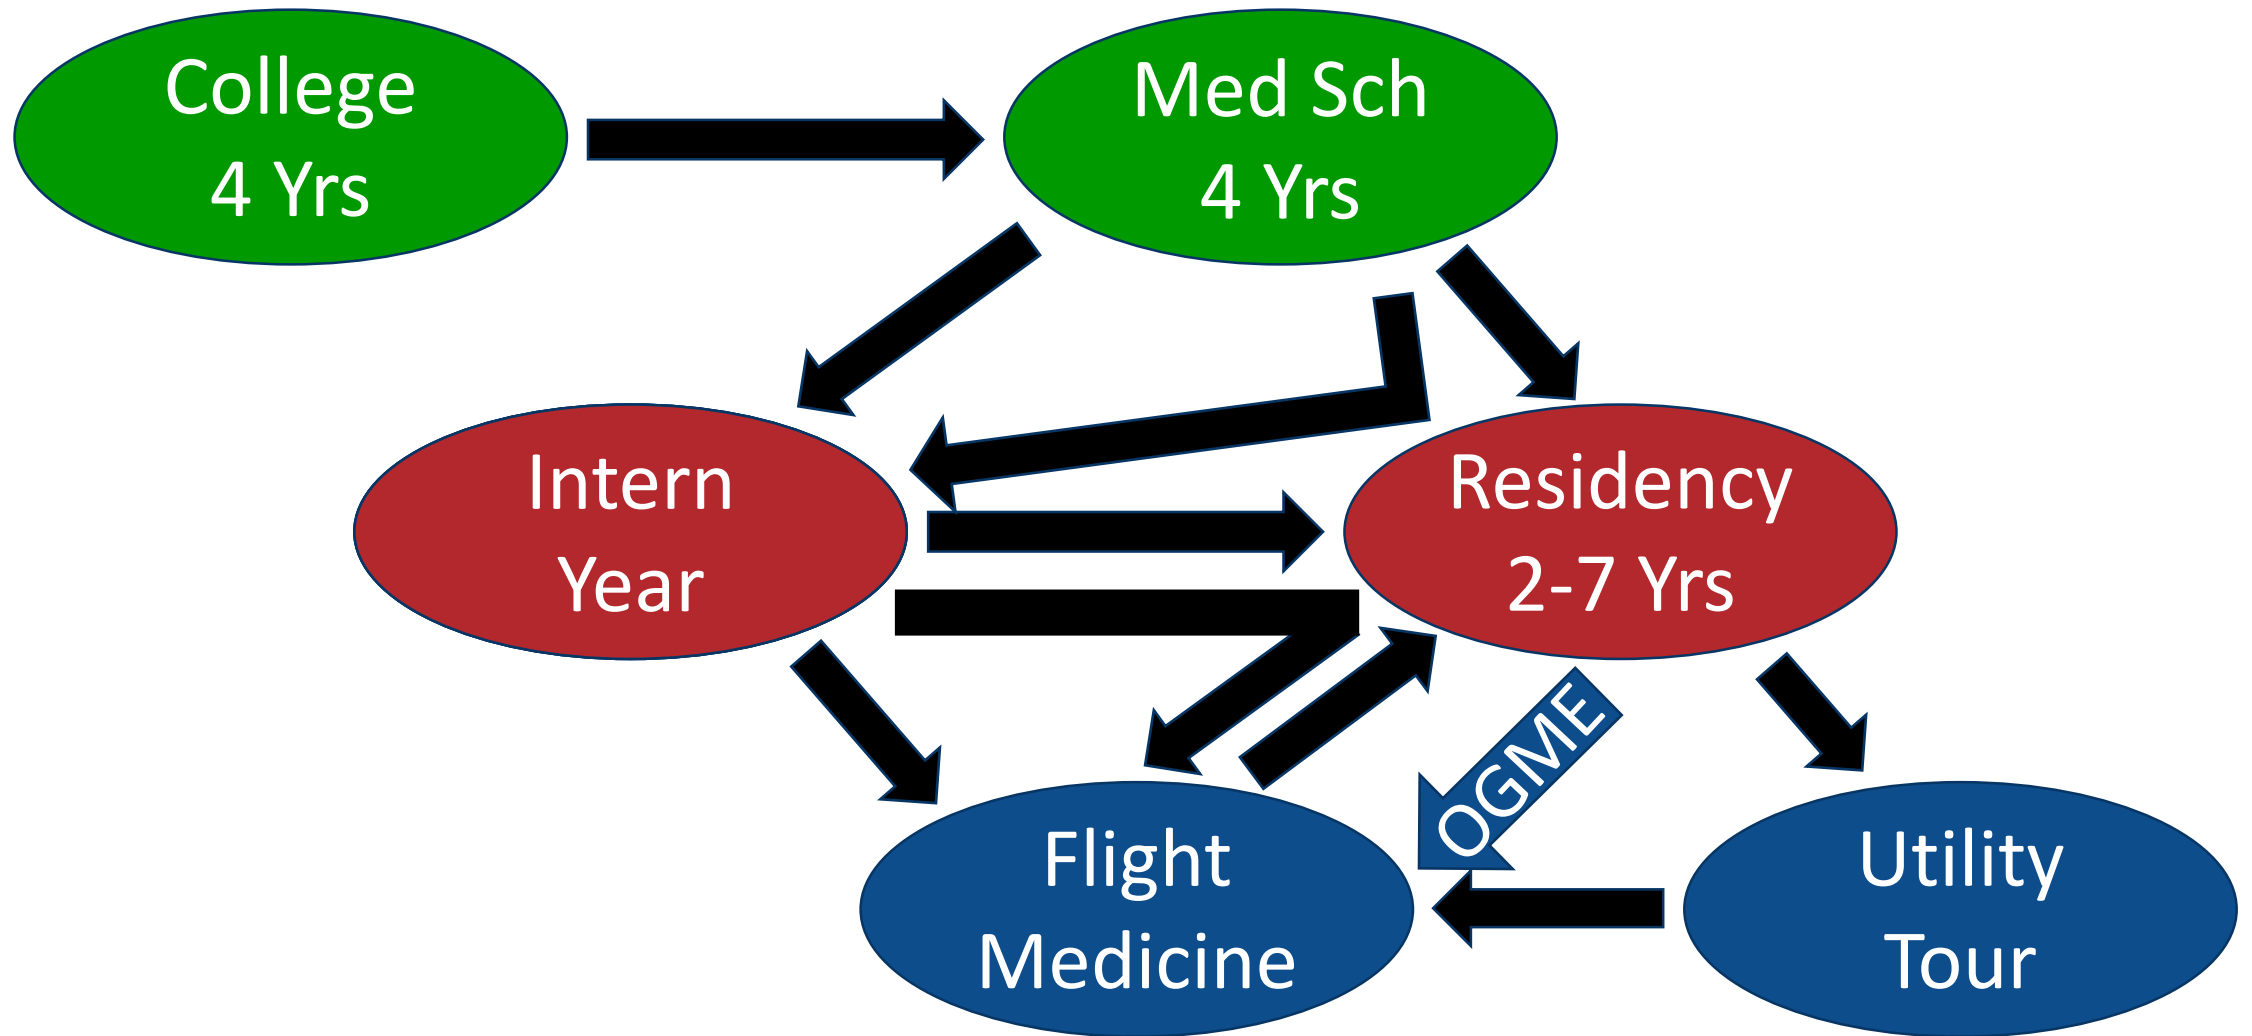 College
4 Yrs
Med Sch
4 Yrs
Intern
Year
Residency
2-7 Yrs
OGME
Flight
Medicine
Utility
Tour